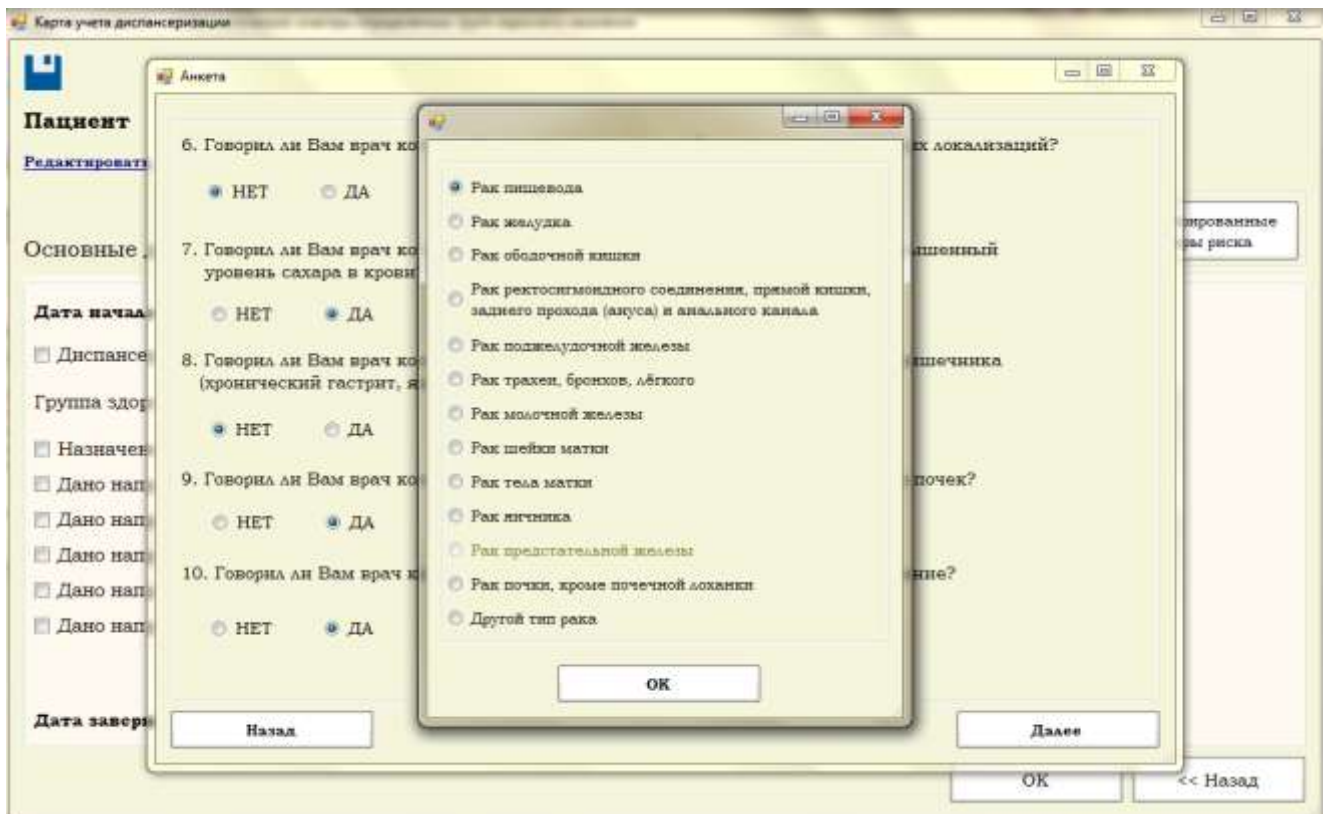 Карта учета диспансеризации
Анкета
Пациент
Редактировать
Основные
ированные
ры риска
Дата начал
Диспансе
Группа здор
Назначен
Дано нап
Дано нап
Дано нап
Дано нап
Дано нап
Дата завер
6. Говорил ли Вам врач ко
х локализаций?
НЕТ ДА
7. Говорил ли Вам врач ко
ышенный
уровень сахара в крови
НЕТ ДА
8. Говорил ли Вам врач ко
ишечника
(хронический гастрит, я
НЕТ ДА
9. Говорил ли Вам врач ко
почек?
НЕТ ДА
10. Говорил ли Вам врач к
ние?
НЕТ ДА
Рак пищевода
Рак желудка
Рак ободочной кишки
Рак ректосигмоидного соединения, прямой кишки,
заднего прохода (ануса) и анального канала
Рак поджелудочной железы
Рак трахеи, бронхов, лёгкого
Рак молочной железы
Рак шейки матки
Рак тела матки
Рак яичника
Рак предстательной железы
Рак почки, кроме почечной лоханки
Другой тип рака
ОК
Назад
Далее
ОК
<< Назад